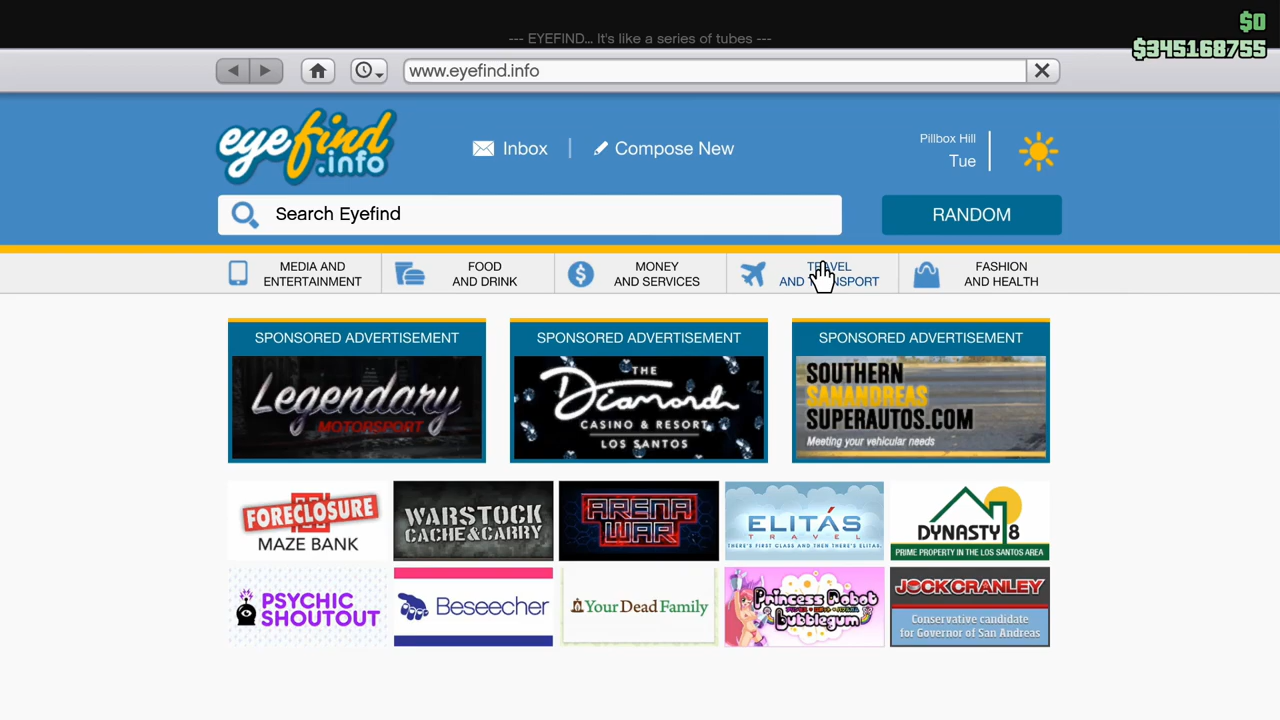 $0
--- EYEFIND... It's like a series of tubes ---
$345168755
www.eyefind.info
eyefind
.info
Inbox
Compose New
Pillbox Hill
Tue
Search Eyefind
RANDOM
MEDIA AND
ENTERTAINMENT
FOOD
AND DRINK
MONEY
AND SERVICES
TRAVEL
AND TRANSPORT
FASHION
AND HEALTH
SPONSORED ADVERTISEMENT
Legendary
MOTORSPORT
SPONSORED ADVERTISEMENT
THE
Diamond
CASINO & RESORT
LOS SANTOS
SPONSORED ADVERTISEMENT
SOUTHERN
SANANDREAS
SUPERAUTOS.COM
Meeting your vehicular needs
FORECLOSURE
MAZE BANK
WARSTOCK
CACHE&CARRY
ARENA
WAR
ELITÁS
TRAVEL
THERE'S FIRST CLASS AND THEN THERE'S ELITAS.
DYNASTY 8
PRIME PROPERTY IN THE LOS SANTOS AREA
PSYCHIC
SHOUTOUT
Beseecher
YourDeadFamily
Princess Robot
Bubblegum
JOCK CRANLEY
Conservative candidate
for Governor of San Andreas